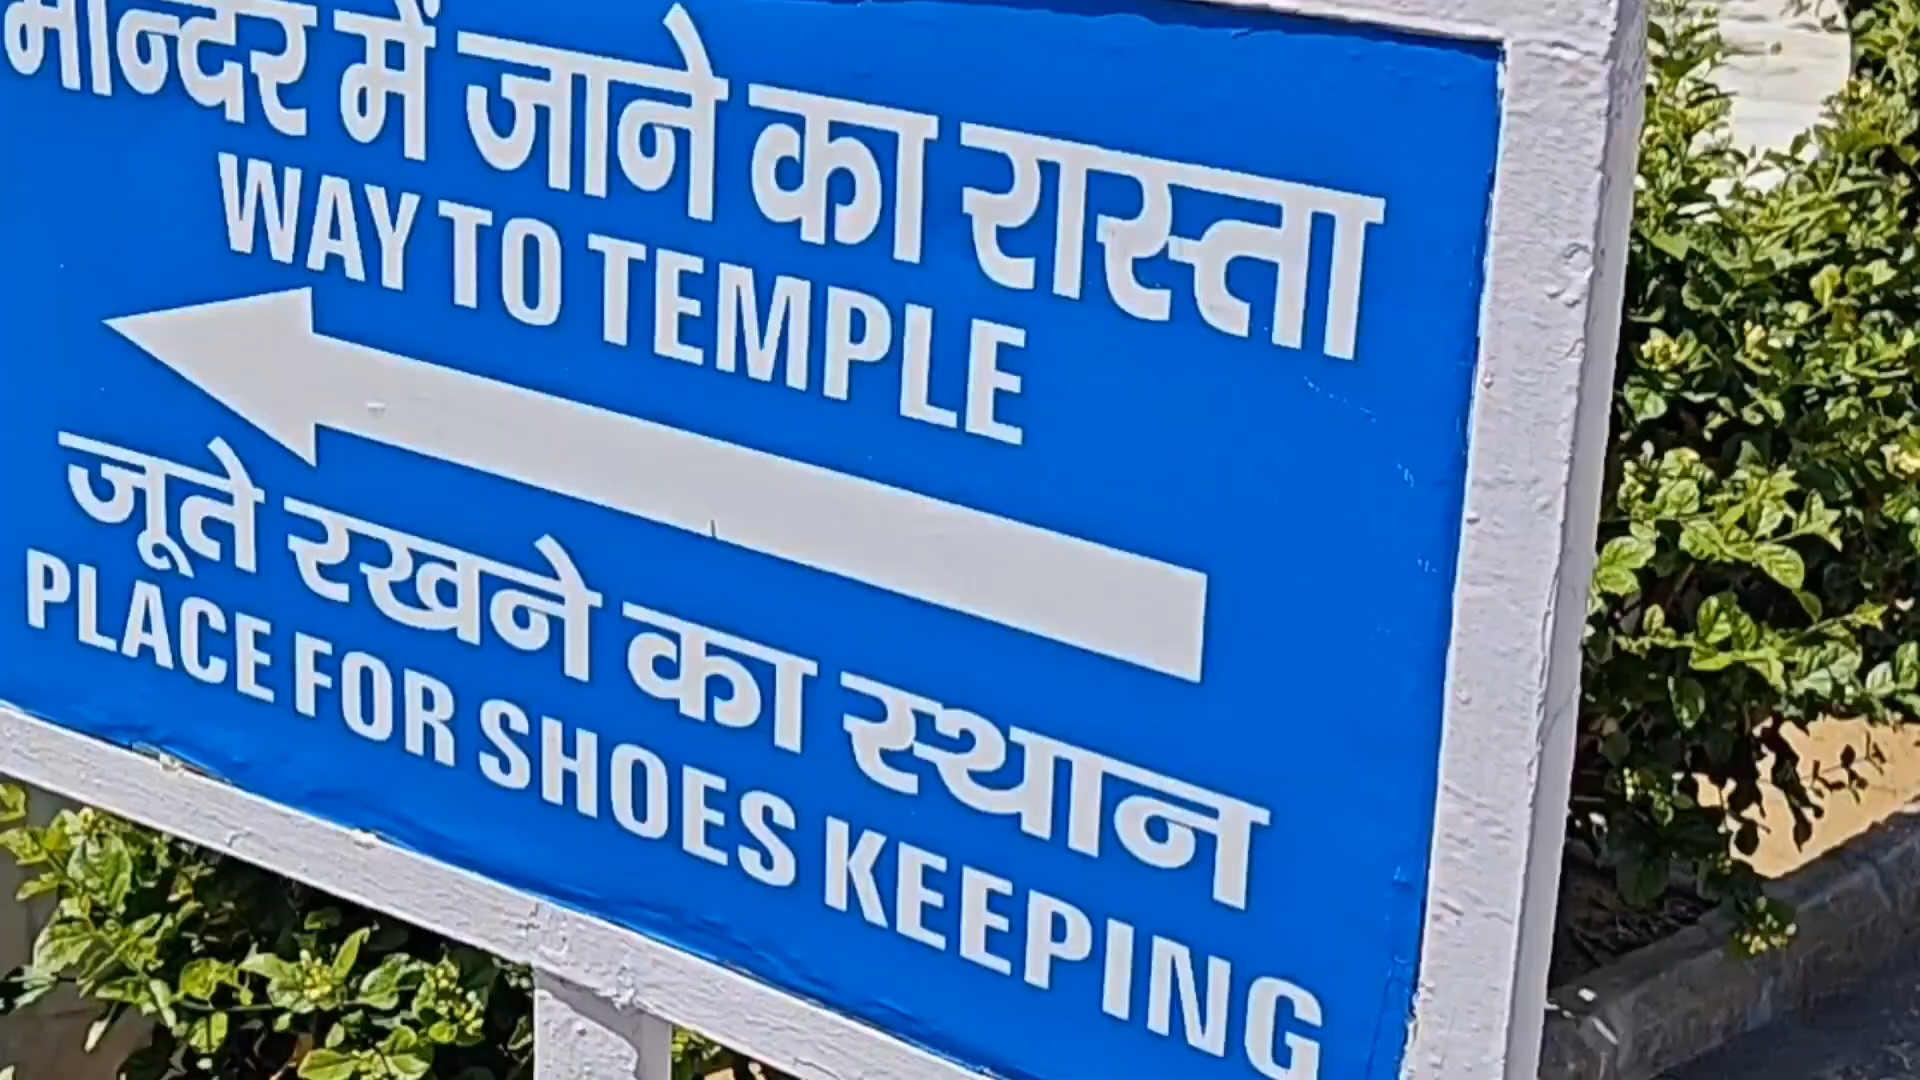 मन्दिर में जाने का रास्ता
WAY TO TEMPLE
जूते रखने का स्थान
PLACE FOR SHOES KEEPING